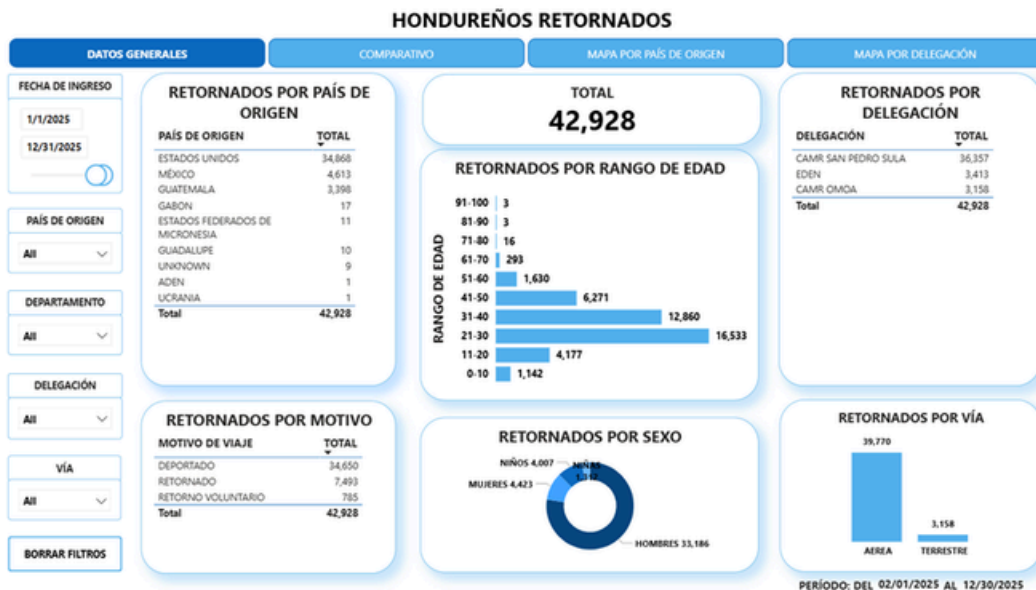 HONDUREÑOS RETORNADOS
DATOS GENERALES
COMPARATIVO
MAPA POR PAÍS DE ORIGEN
MAPA POR DELEGACIÓN
FECHA DE INGRESO
1/1/2025
12/31/2025
PAÍS DE ORIGEN
All
DEPARTAMENTO
All
DELEGACIÓN
All
VÍA
All
BORRAR FILTROS
RETORNADOS POR PAÍS DE
ORIGEN
PAÍS DE ORIGEN TOTAL
ESTADOS UNIDOS 34,868
MÉXICO 4,613
GUATEMALA 3,398
GABON 17
ESTADOS FEDERADOS DE 11
MICRONESIA
GUADALUPE 10
UNKNOWN 9
ADEN 1
UCRANIA 1
Total 42,928
RETORNADOS POR MOTIVO
MOTIVO DE VIAJE TOTAL
DEPORTADO 34,650
RETORNADO 7,493
RETORNO VOLUNTARIO 785
Total 42,928
TOTAL
42,928
RETORNADOS POR RANGO DE EDAD
RANGO DE EDAD
91-100 3
81-90 3
71-80 16
61-70 293
51-60 1,630
41-50 6,271
31-40 12,860
21-30 16,533
11-20 4,177
0-10 1,142
RETORNADOS POR SEXO
NIÑOS 4,007
NIÑAS
MUJERES 4,423
HOMBRES 33,186
RETORNADOS POR
DELEGACIÓN
DELEGACIÓN TOTAL
CAMR SAN PEDRO SULA 36,357
EDEN 3,413
CAMR OMOA 3,158
Total 42,928
RETORNADOS POR VÍA
39,770
3,158
AEREA
TERRESTRE
PERÍODO: DEL 02/01/2025 AL 12/30/2025